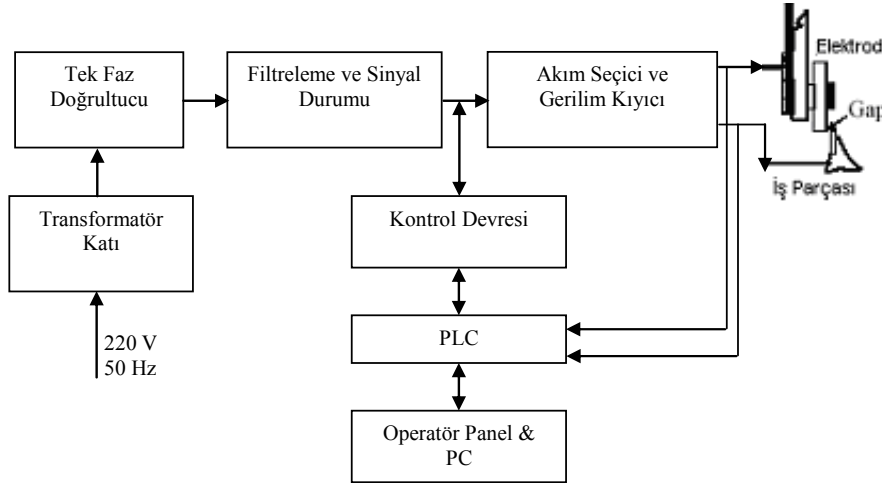 Tek Faz
Doğrultucu
Filtreleme ve Sinyal
Durumu
Akım Seçici ve
Gerilim Kıyıcı
Elektrod
Gap
İş Parçası
Transformatör
Katı
Kontrol Devresi
220 V
50 Hz
PLC
Operatör Panel &
PC